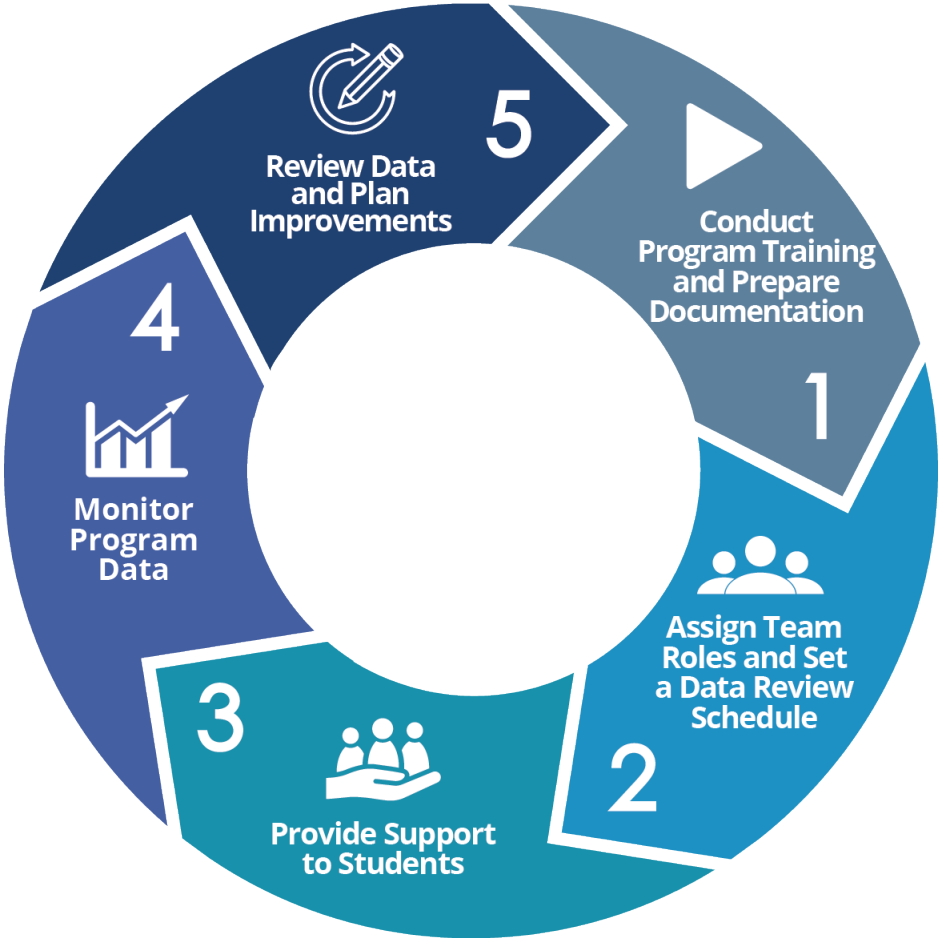 Conduct
Program Training
and Prepare
Documentation
1
Assign Team
Roles and Set
a Data Review
Schedule
2
3
Provide Support
to Students
4
Monitor
Program
Data
5
Review Data
and Plan
Improvements